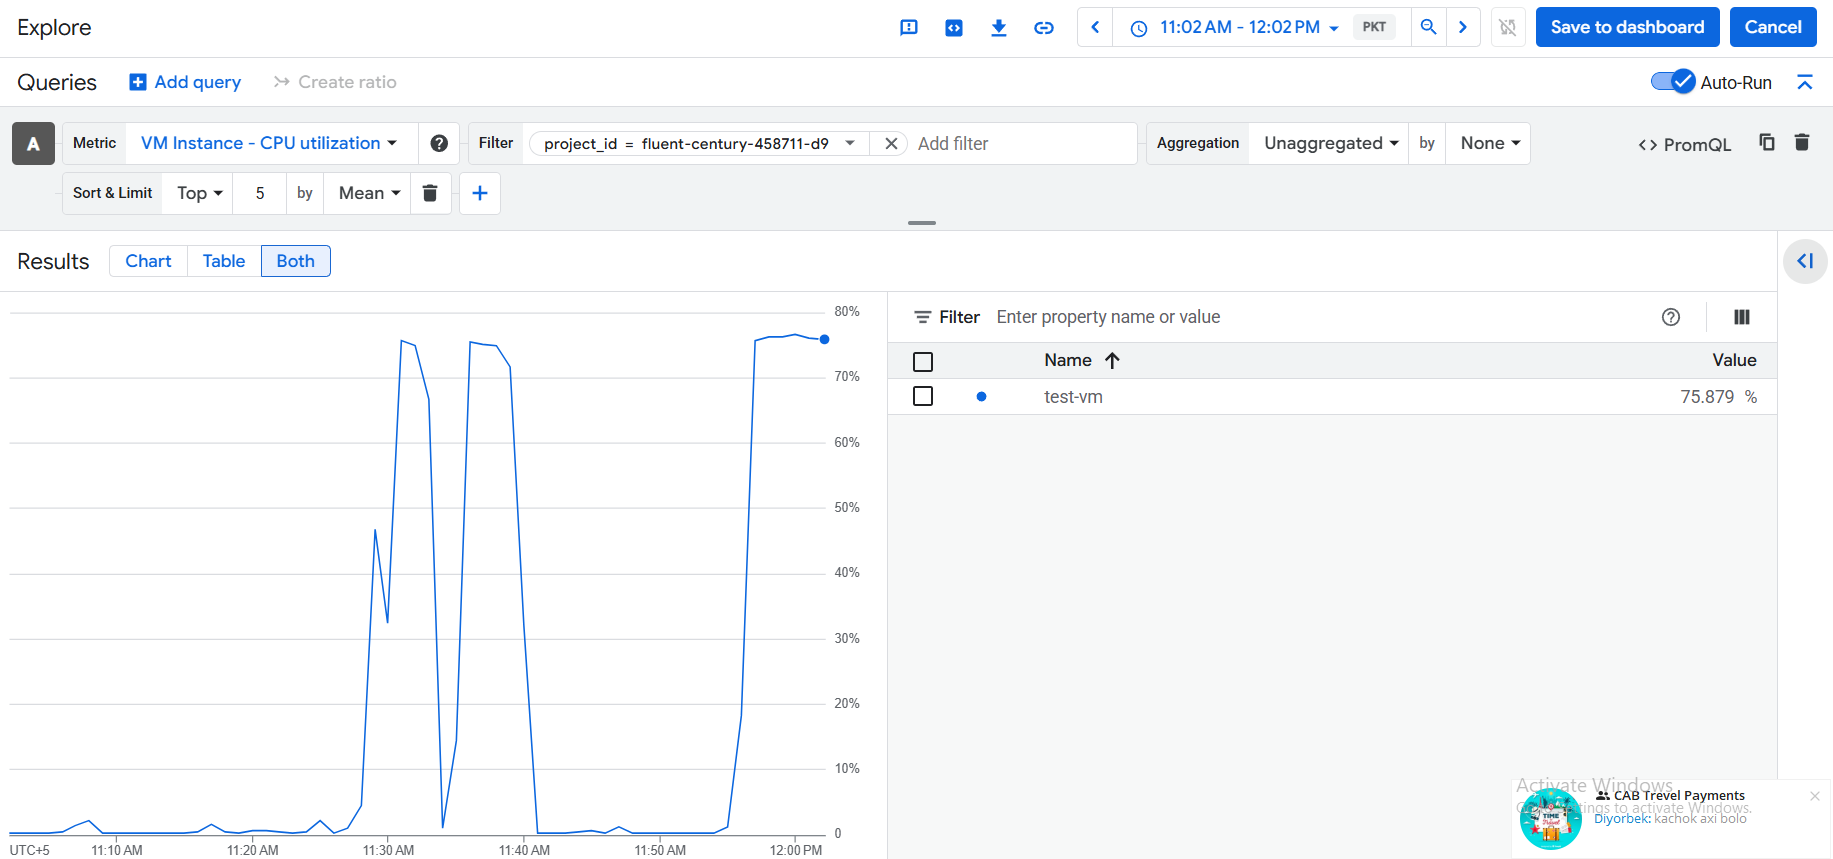 Explore
11:02 AM - 12:02 PM PKT
Save to dashboard
Cancel
Queries
Add query
Create ratio
Auto-Run
A
Metric
VM Instance - CPU utilization
Filter
project_id = fluent-century-458711-d9
Add filter
Aggregation
Unaggregated
by
None
<> PromQL
Sort & Limit
Top
5
by
Mean
Results
Chart
Table
Both
80%
70%
60%
50%
40%
30%
20%
10%
0
UTC+5
11:10 AM
11:20 AM
11:30 AM
11:40 AM
11:50 AM
12:00 PM
Filter
Enter property name or value
Name
Value
test-vm
75.879 %
Activate Windows
CAB Trevel Payments
tings to activate Windows.
Diyorbek: kachok axi bolo
TIME
Travel